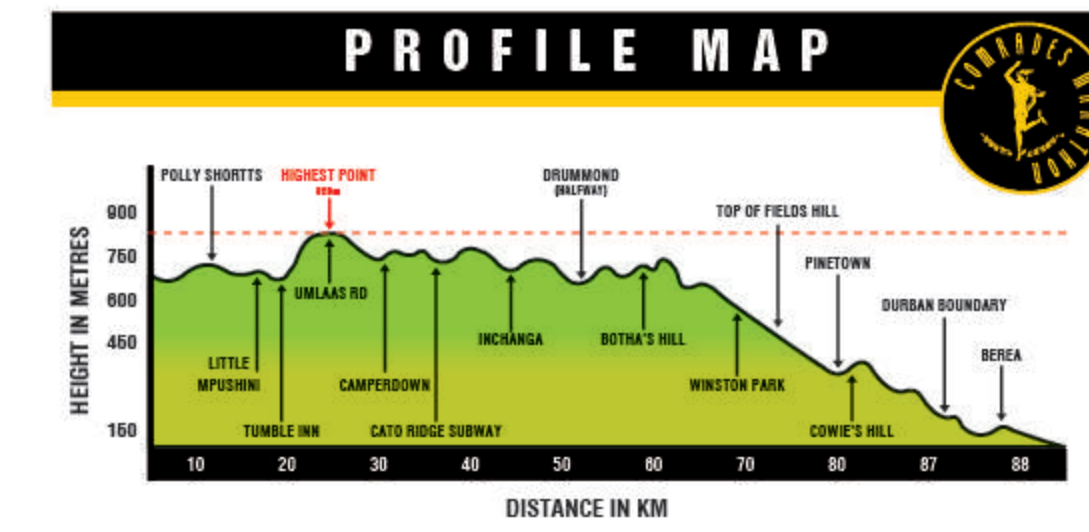 PROFILE MAP
COMRADES MARATHON
POLLY SHORTTS
HIGHEST POINT
DRUMMOND
(HALFWAY)
TOP OF FIELDS HILL
PINETOWN
DURBAN BOUNDARY
BEREA
UMLAAS RD
LITTLE
MPUSHINI
TUMBLE INN
CAMPERDOWN
CATO RIDGE SUBWAY
INCHANGA
BOTHA'S HILL
WINSTON PARK
COWIE'S HILL
HEIGHT IN METRES
900
750
600
450
150
10 20 30 40 50 60 70 80 87 88
DISTANCE IN KM